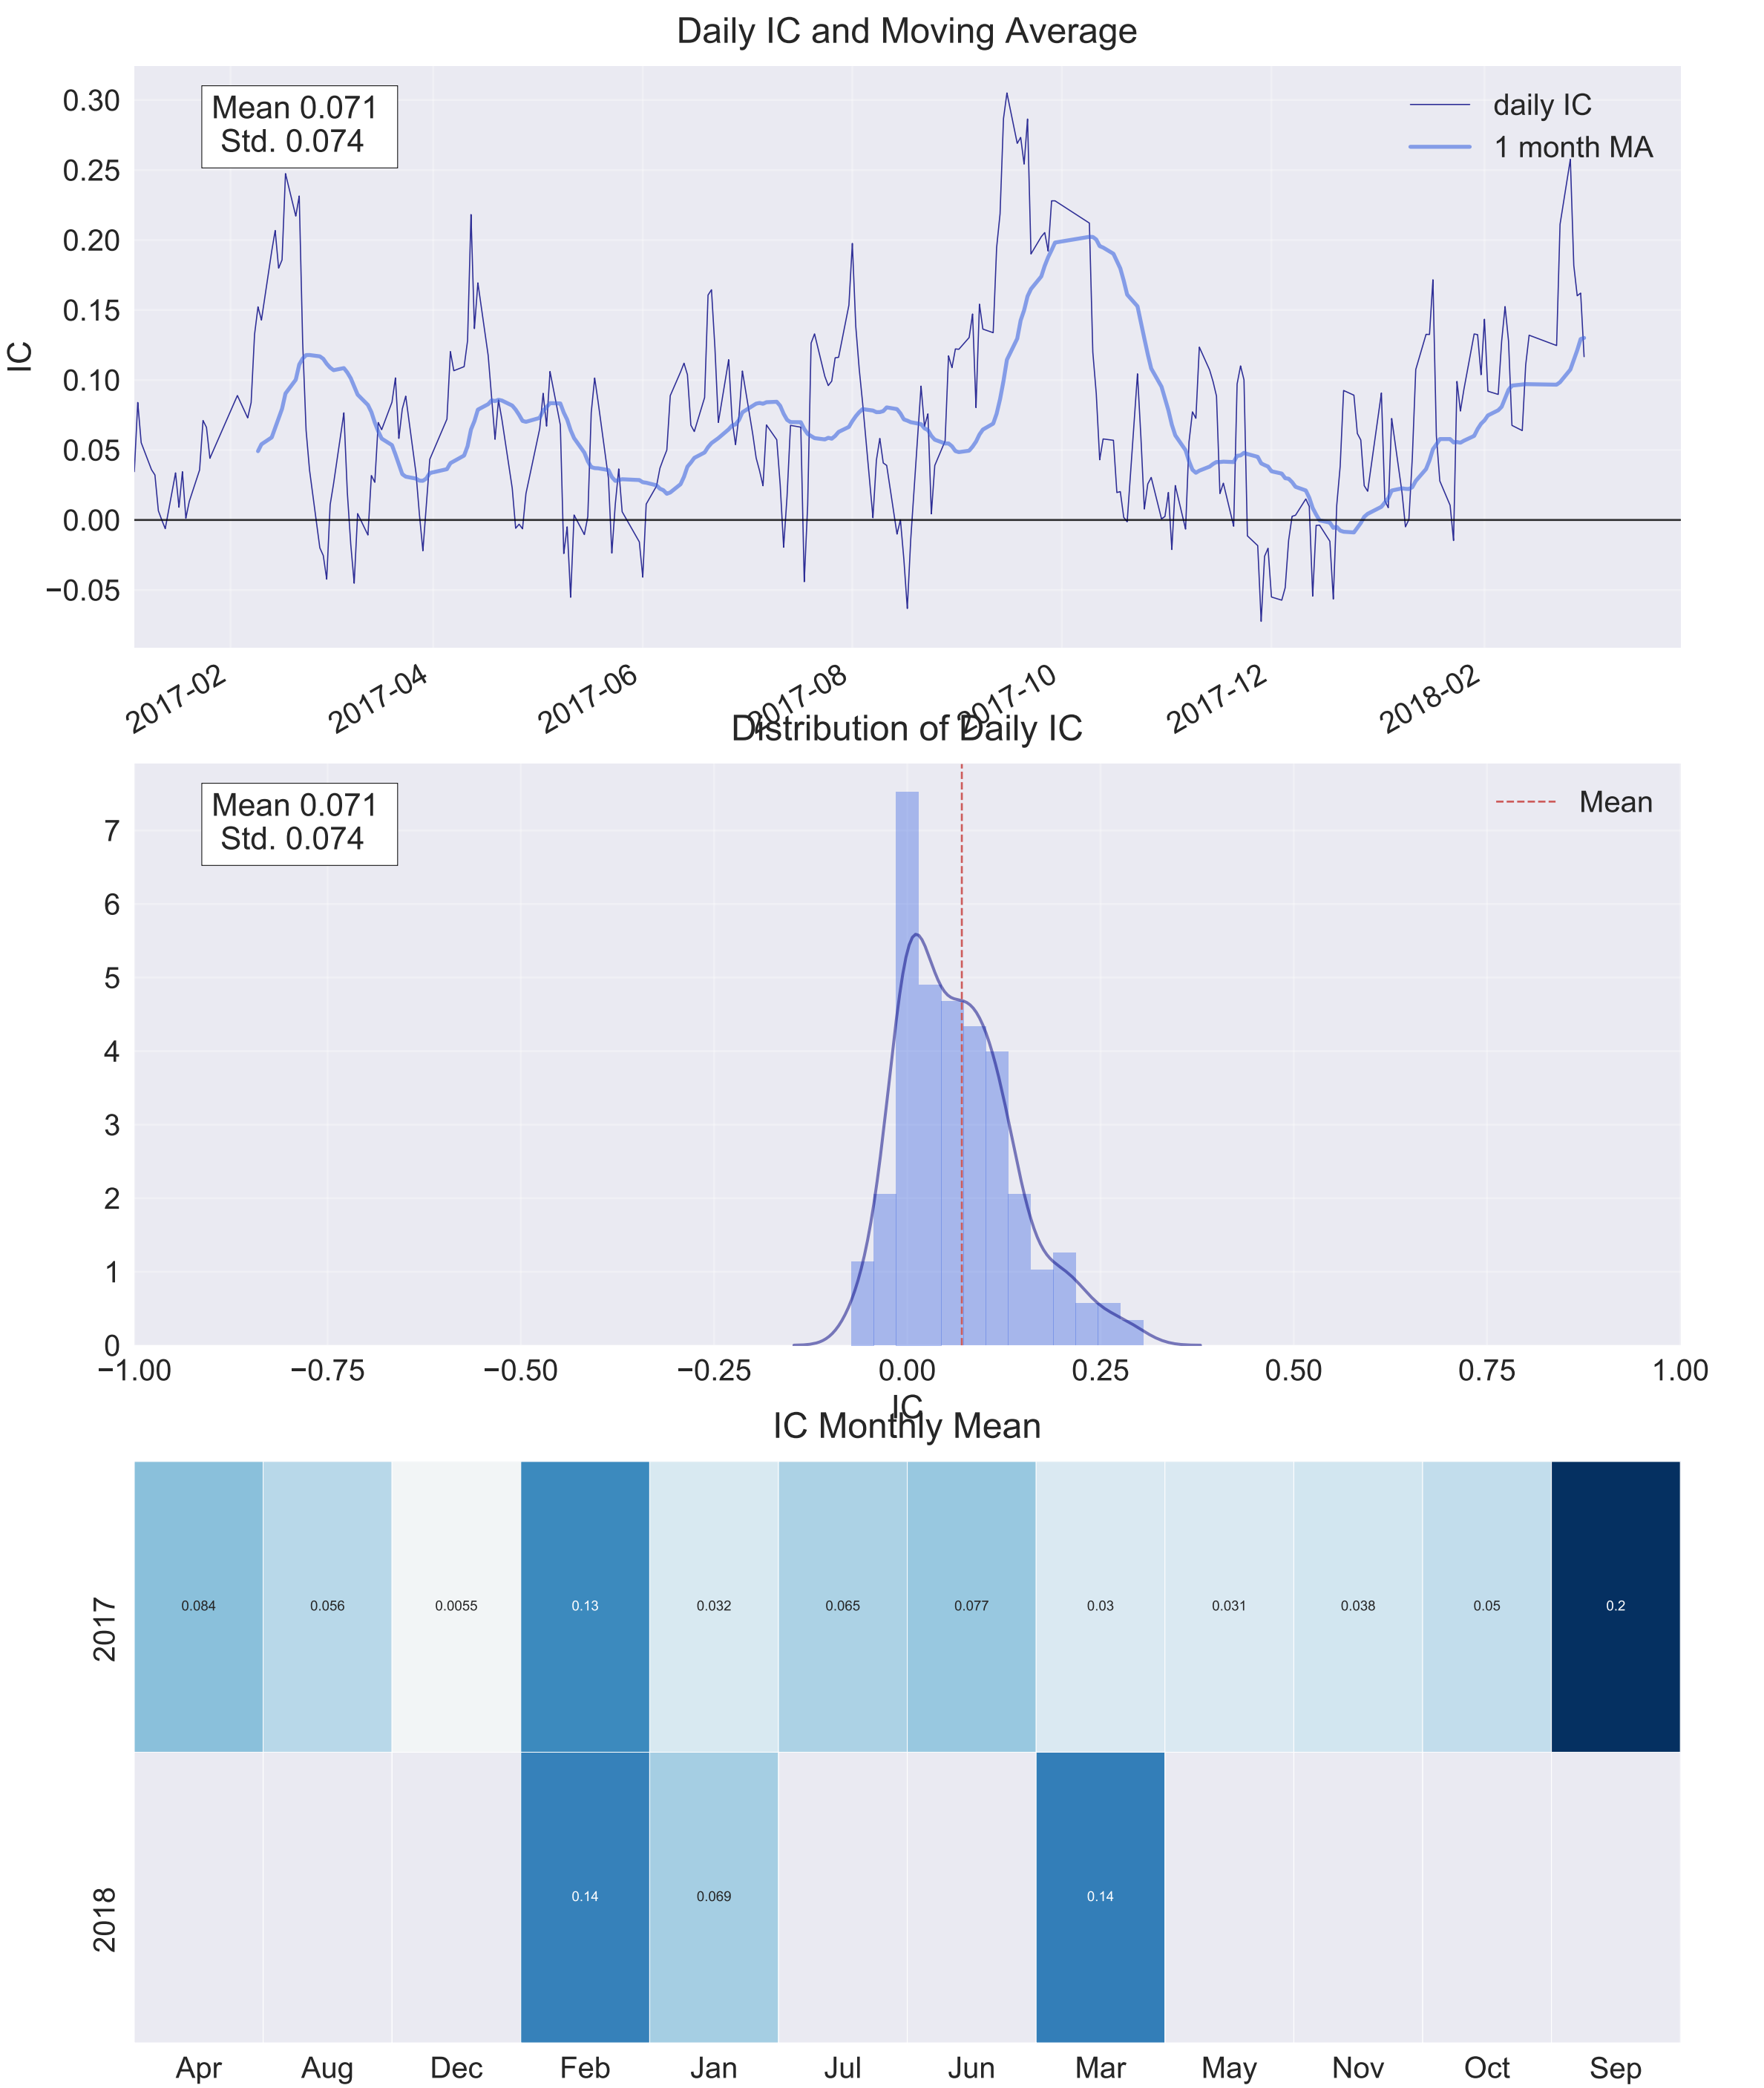 Daily IC and Moving Average
IC
0.30
0.25
0.20
0.15
0.10
0.05
0.00
−0.05
Mean 0.071
Std. 0.074
daily IC
1 month MA
2017-02 2017-04 2017-06 2017-08 2017-10 2017-12 2018-02
Distribution of Daily IC
Mean 0.071
Std. 0.074
Mean
7
6
5
4
3
2
1
0
−1.00 −0.75 −0.50 −0.25 0.00 0.25 0.50 0.75 1.00
IC
IC Monthly Mean
2017
0.084 0.056 0.0055 0.13 0.032 0.065 0.077 0.03 0.031 0.038 0.05 0.2
2018
0.14 0.069 0.14
Apr Aug Dec Feb Jan Jul Jun Mar May Nov Oct Sep